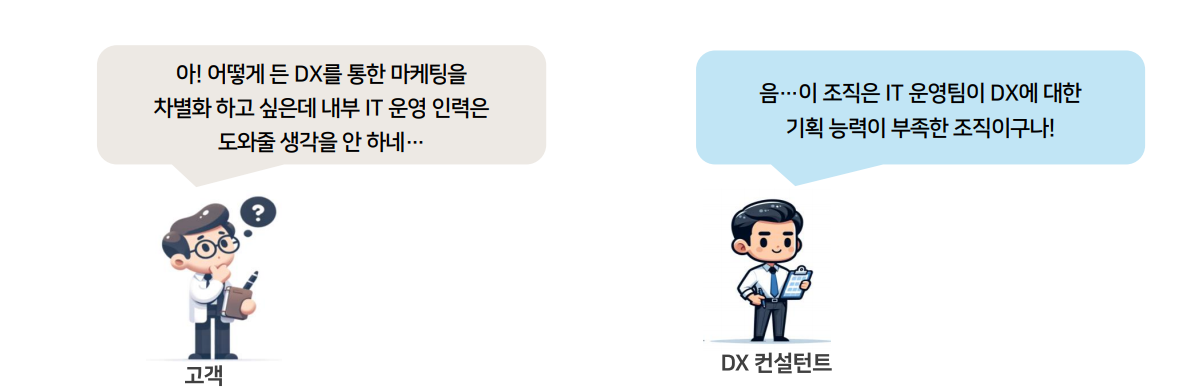 아! 어떻게 든 DX를 통한 마케팅을
차별화 하고 싶은데 내부 IT 운영 인력은
도와줄 생각을 안 하네…
음…이 조직은 IT 운영팀이 DX에 대한
기획 능력이 부족한 조직이구나!
?
고객
DX 컨설턴트